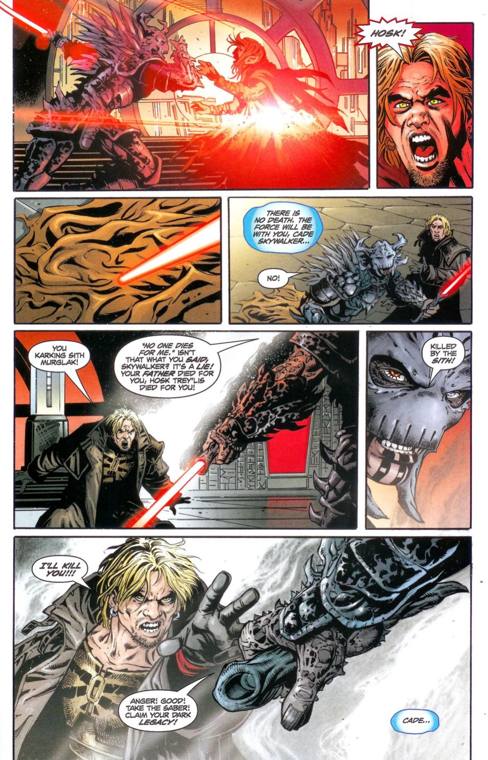 HOSK!
THERE IS
NO DEATH. THE
FORCE WILL BE
WITH YOU, CADE
SKYWALKER...
NO!
YOU
KARKING SITH
MURGLAK!
"NO ONE DIES
FOR ME." ISN'T
THAT WHAT YOU SAID,
SKYWALKER? IT'S A LIE!
YOUR FATHER DIED FOR
YOU, HOSK TREY'LIS
DIED FOR YOU!
KILLED
BY THE
SITH!
I'LL KILL
YOU!!!
ANGER! GOOD!
TAKE THE SABER!
CLAIM YOUR DARK
LEGACY!
CADE...